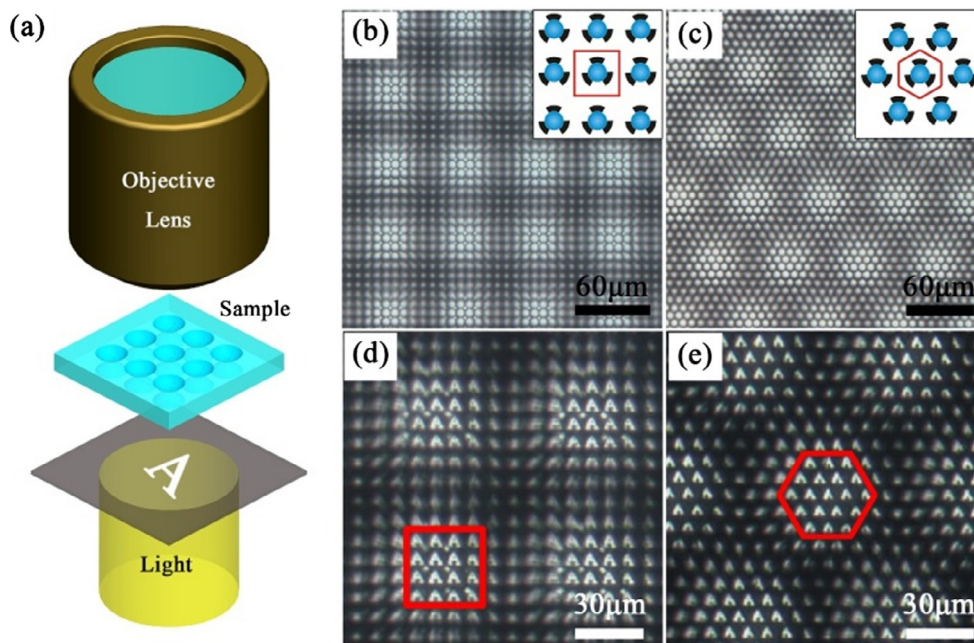 (a)
Objective
Lens
Sample
A
Light
(b)
60μm
(c)
60μm
(d)
30μm
(e)
30μm